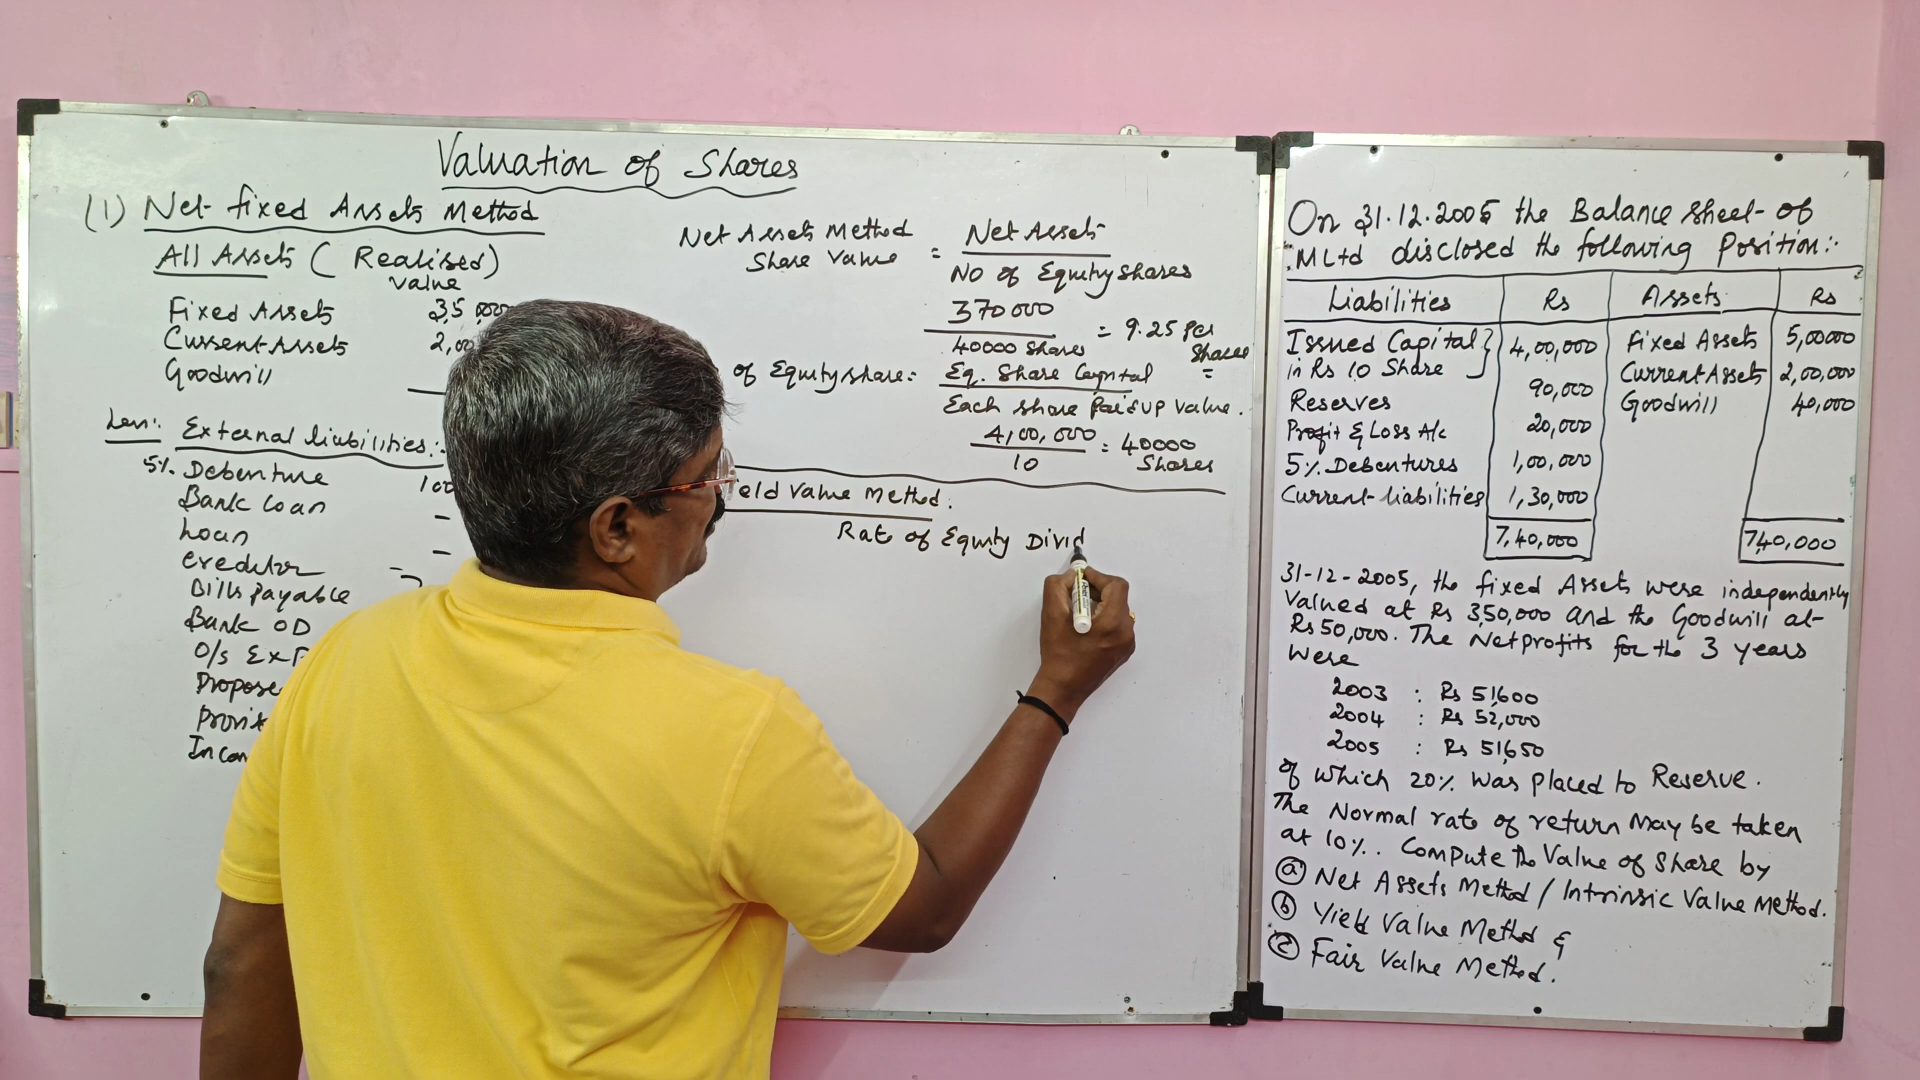 Valuation of Shares
(1) Net fixed Assets Method
All Assets (Realised)
Value
Fixed Assets 35,000
Current Assets 2,00
Goodwill
Less: External liabilities:-
5% Debenture 100
Bank loan -
Loan -
creditor -
Bills Payable
Bank OD
O/s Exp
Propose
Provis
Incom
Net Assets Method
Share Value = Net Assets
No of Equity Shares
370000
40000 Shares = 9.25 per
Shares
of Equity share = Eq. Share Capital =
Each share Paid up value.
4,00,000 = 40000
10 Shares
eld Value Method.
Rate of Equity Divid
On 31.12.2005 the Balance sheet of
MLtd disclosed the following Position:-
Liabilities Rs Assets Rs
Issued Capital } 4,00,000 Fixed Assets 5,00000
in Rs 10 Share
Current Assets 2,00,000
Reserves 90,000 Goodwill 40,000
Profit & Loss A/c 20,000
5% Debentures 1,00,000
Current liabilities 1,30,000
7,40,000 740,000
31-12-2005, the fixed Assets were independently
Valued at Rs 3,50,000 and the Goodwill at
Rs 50,000. The Net profits for the 3 years
Were
2003 : Rs 51,600
2004 : Rs 52,000
2005 : Rs 51,650
of which 20% was placed to Reserve.
The Normal rate of return may be taken
at 10%. Compute the Value of share by
(a) Net Assets Method / Intrinsic Value Method.
(b) Yield Value Method &
(c) Fair Value Method.